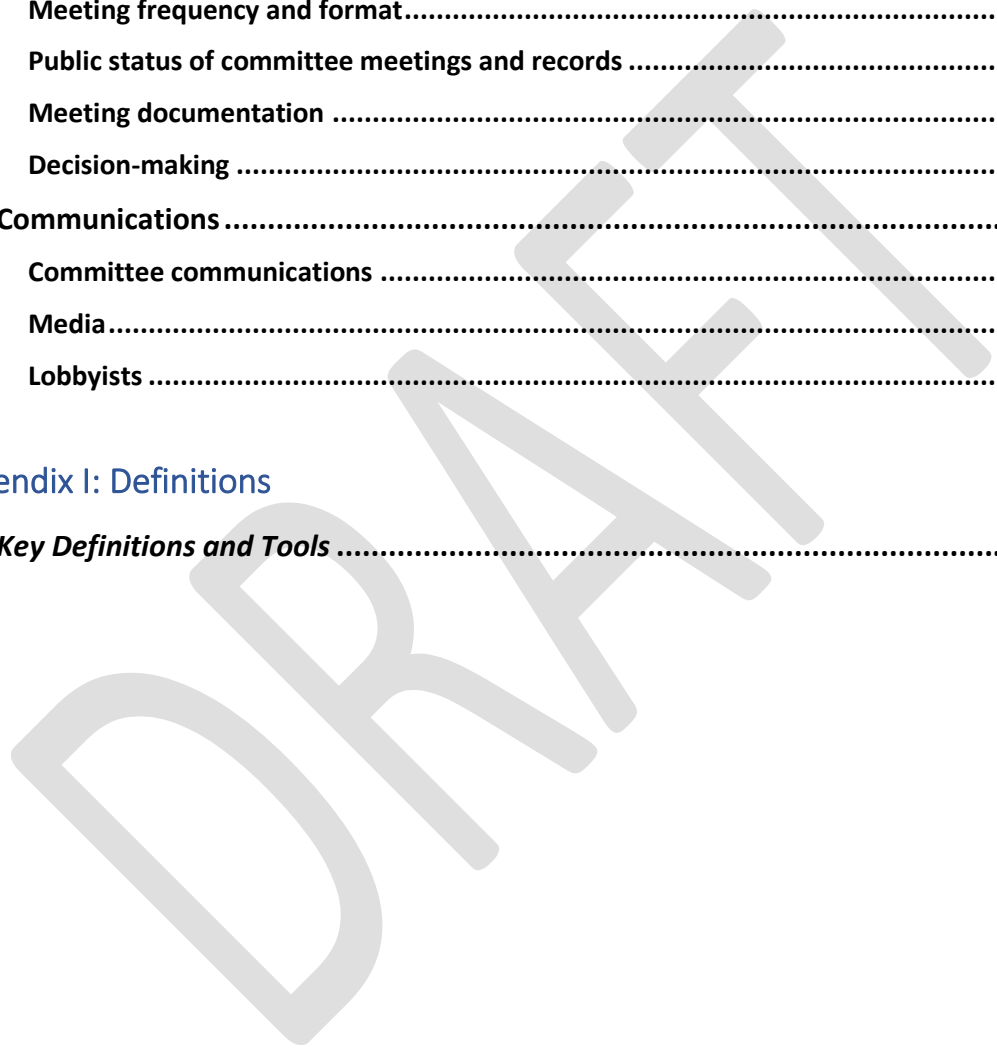 Meeting frequency and format..........................................................................
Public status of committee meetings and records ..............................................
Meeting documentation ...................................................................................
Decision-making ...............................................................................................
Communications ................................................................................................
Committee communications .............................................................................
Media...............................................................................................................
Lobbyists ..........................................................................................................
endix I: Definitions
Key Definitions and Tools ...................................................................................
DRAFT